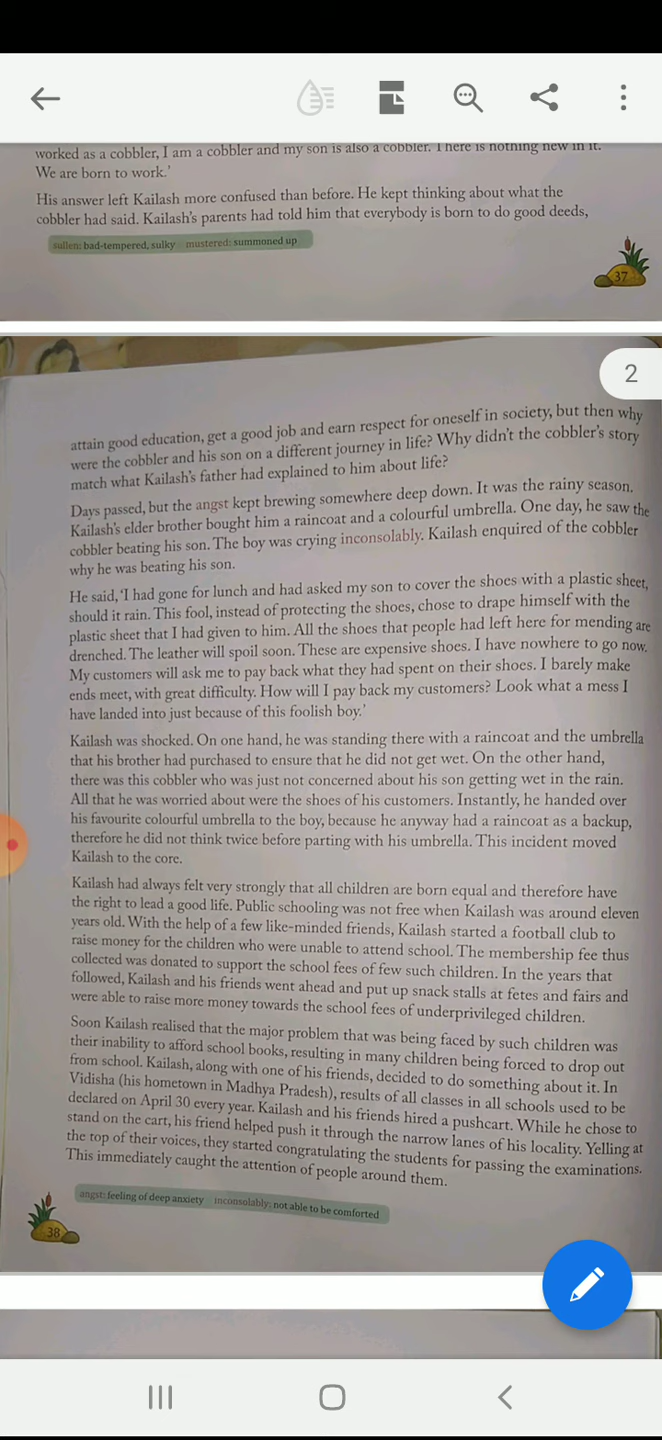 worked as a cobbler, I am a cobbler and my son is also a cobbler. There is nothing new in it.
We are born to work.'
His answer left Kailash more confused than before. He kept thinking about what the
cobbler had said. Kailash's parents had told him that everybody is born to do good deeds,
sullen: bad-tempered, sulky mustered: summoned up
37
2
attain good education, get a good job and earn respect for oneself in society, but then why
were the cobbler and his son on a different journey in life? Why didn't the cobbler's story
match what Kailash's father had explained to him about life?
Days passed, but the angst kept brewing somewhere deep down. It was the rainy season.
Kailash's elder brother bought him a raincoat and a colourful umbrella. One day, he saw the
cobbler beating his son. The boy was crying inconsolably. Kailash enquired of the cobbler
why he was beating his son.
He said, 'I had gone for lunch and had asked my son to cover the shoes with a plastic sheet,
should it rain. This fool, instead of protecting the shoes, chose to drape himself with the
plastic sheet that I had given to him. All the shoes that people had left here for mending are
drenched. The leather will spoil soon. These are expensive shoes. I have nowhere to go now.
My customers will ask me to pay back what they had spent on their shoes. I barely make
ends meet, with great difficulty. How will I pay back my customers? Look what a mess I
have landed into just because of this foolish boy.'
Kailash was shocked. On one hand, he was standing there with a raincoat and the umbrella
that his brother had purchased to ensure that he did not get wet. On the other hand,
there was this cobbler who was just not concerned about his son getting wet in the rain.
All that he was worried about were the shoes of his customers. Instantly, he handed over
his favourite colourful umbrella to the boy, because he anyway had a raincoat as a backup,
therefore he did not think twice before parting with his umbrella. This incident moved
Kailash to the core.
Kailash had always felt very strongly that all children are born equal and therefore have
the right to lead a good life. Public schooling was not free when Kailash was around eleven
years old. With the help of a few like-minded friends, Kailash started a football club to
raise money for the children who were unable to attend school. The membership fee thus
collected was donated to support the school fees of few such children. In the years that
followed, Kailash and his friends went ahead and put up snack stalls at fetes and fairs and
were able to raise more money towards the school fees of underprivileged children.
Soon Kailash realised that the major problem that was being faced by such children was
their inability to afford school books, resulting in many children being forced to drop out
from school. Kailash, along with one of his friends, decided to do something about it. In
Vidisha (his hometown in Madhya Pradesh), results of all classes in all schools used to be
declared on April 30 every year. Kailash and his friends hired a pushcart. While he chose to
stand on the cart, his friend helped push it through the narrow lanes of his locality. Yelling at
the top of their voices, they started congratulating the students for passing the examinations.
This immediately caught the attention of people around them.
angst: feeling of deep anxiety inconsolably: not able to be comforted
38